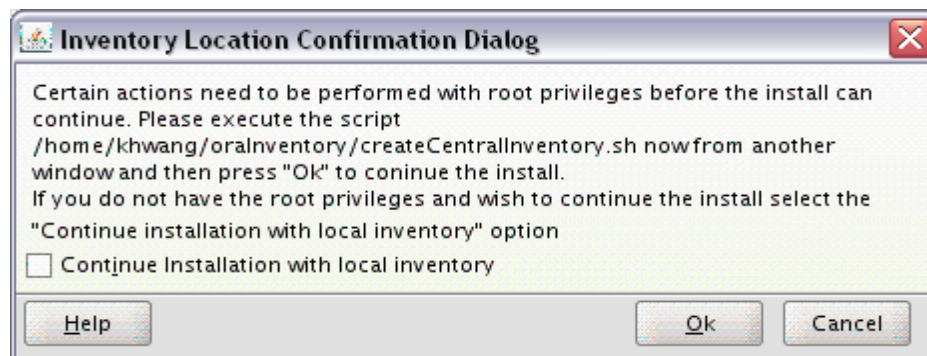 Inventory Location Confirmation Dialog
Certain actions need to be performed with root privileges before the install can
continue. Please execute the script
/home/khwang/oraInventory/createCentralInventory.sh now from another
window and then press "Ok" to coninue the install.
If you do not have the root privileges and wish to continue the install select the
"Continue installation with local inventory" option
Continue Installation with local inventory
Help Ok Cancel